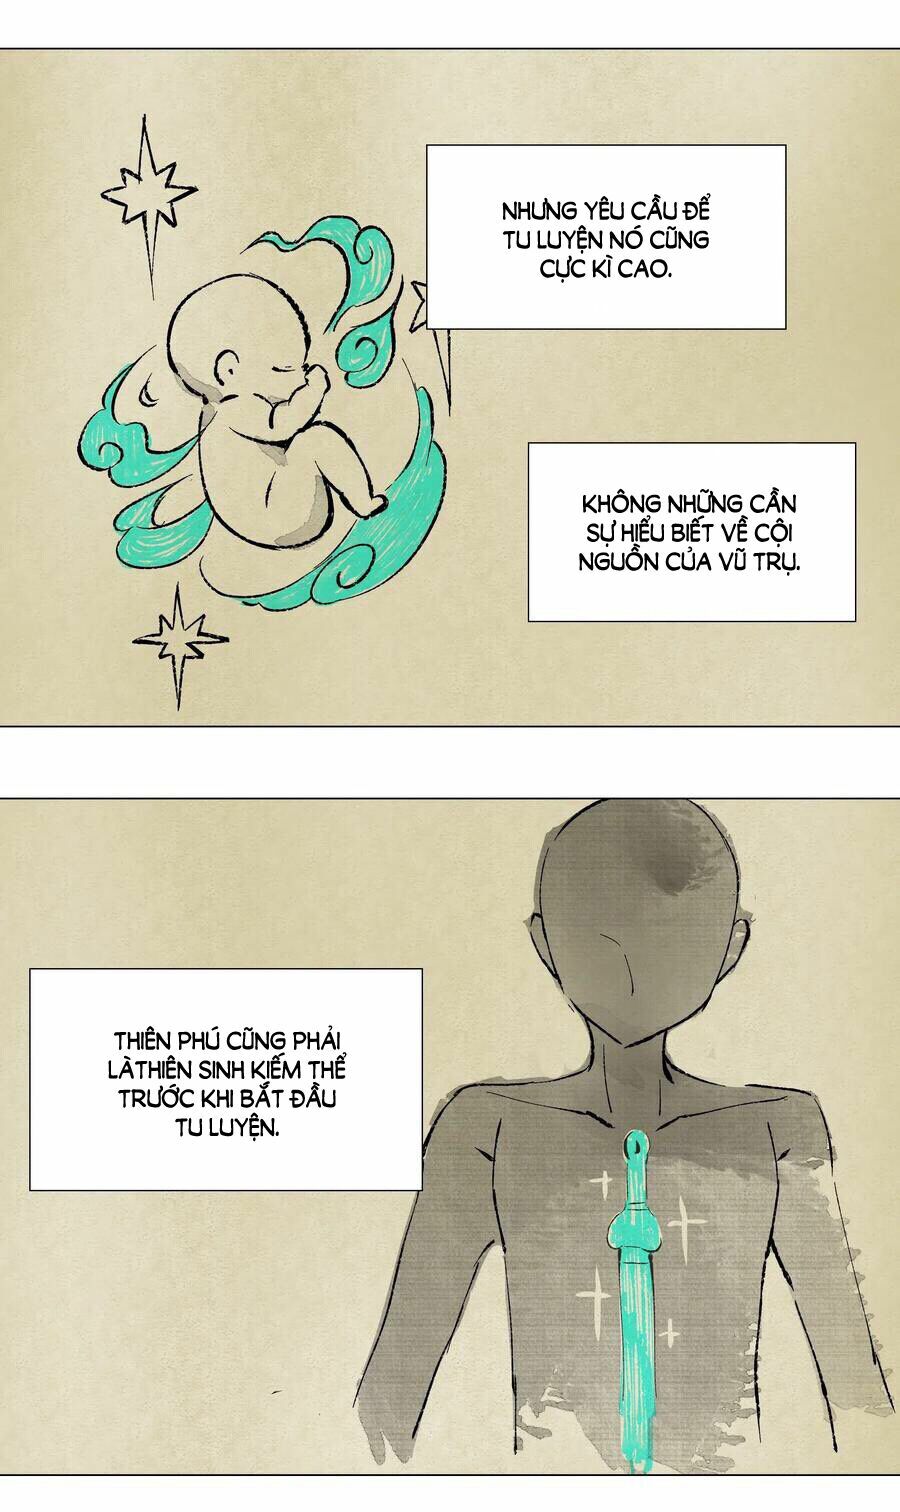 NHƯNG YÊU CẦU ĐỂ
TU LUYỆN NÓ CŨNG
CỰC KÌ CAO.
KHÔNG NHỮNG CẦN
SỰ HIỂU BIẾT VỀ CỘI
NGUỒN CỦA VŨ TRỤ.
THIÊN PHÚ CŨNG PHẢI
LÀTHIÊN SINH KIẾM THỂ
TRƯỚC KHI BẮT ĐẦU
TU LUYỆN.